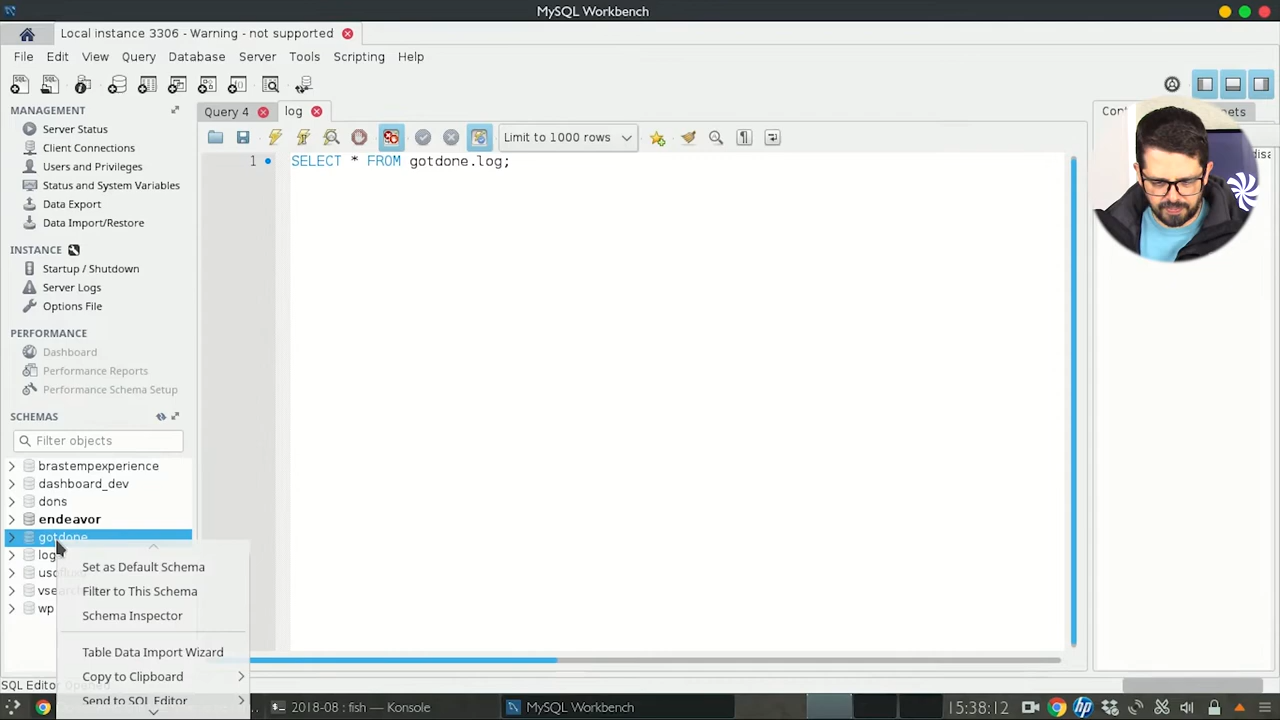 MySQL Workbench
Local instance 3306 - Warning - not supported
File Edit View Query Database Server Tools Scripting Help
MANAGEMENT
Server Status
Client Connections
Users and Privileges
Status and System Variables
Data Export
Data Import/Restore
INSTANCE
Startup / Shutdown
Server Logs
Options File
PERFORMANCE
Dashboard
Performance Reports
Performance Schema Setup
SCHEMAS
Filter objects
brastempexperience
dashboard_dev
dons
endeavor
gotdone
log
wp
Query 4
log
Limit to 1000 rows
1 SELECT * FROM gotdone.log;
Set as Default Schema
Filter to This Schema
Schema Inspector
Table Data Import Wizard
Copy to Clipboard
Send to SQL Editor
SQL Editor Opened
2018-08 : fish — Konsole
MySQL Workbench
15:38:12